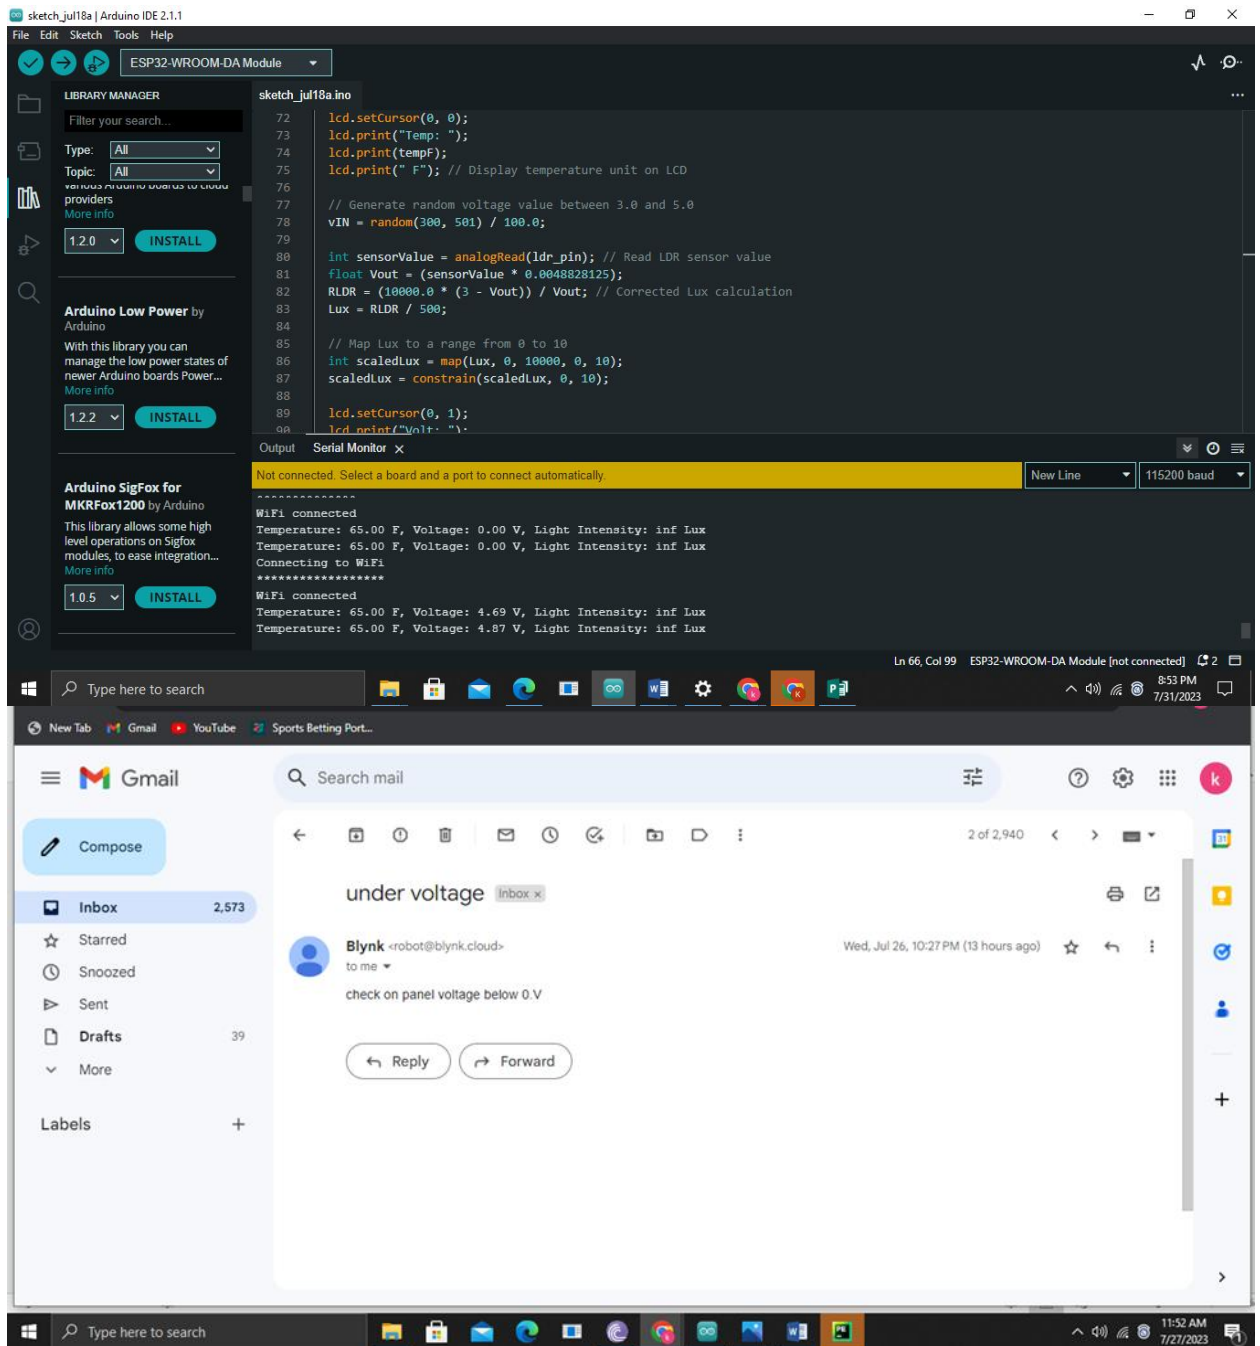 sketch_jul18a | Arduino IDE 2.1.1
File Edit Sketch Tools Help
ESP32-WROOM-DA Module
LIBRARY MANAGER
Filter your search...
Type: All
Topic: All
various Arduino boards to cloud
providers
More info
1.2.0 INSTALL
Arduino Low Power by
Arduino
With this library you can
manage the low power states of
newer Arduino boards Power...
More info
1.2.2 INSTALL
Arduino SigFox for
MKRFox1200 by Arduino
This library allows some high
level operations on Sigfox
modules, to ease integration...
More info
1.0.5 INSTALL
sketch_jul18a.ino
72 lcd.setCursor(0, 0);
73 lcd.print("Temp: ");
74 lcd.print(tempF);
75 lcd.print(" F"); // Display temperature unit on LCD
76
77 // Generate random voltage value between 3.0 and 5.0
78 vIN = random(300, 501) / 100.0;
79
80 int sensorValue = analogRead(ldr_pin); // Read LDR sensor value
81 float Vout = (sensorValue * 0.0048828125);
82 RLDR = (10000.0 * (3 - Vout)) / Vout; // Corrected Lux calculation
83 Lux = RLDR / 500;
84
85 // Map Lux to a range from 0 to 10
86 int scaledLux = map(Lux, 0, 10000, 0, 10);
87 scaledLux = constrain(scaledLux, 0, 10);
88
89 lcd.setCursor(0, 1);
90 lcd.print("Volt: ");
Output Serial Monitor ×
Not connected. Select a board and a port to connect automatically.
New Line 115200 baud
WiFi connected
Temperature: 65.00 F, Voltage: 0.00 V, Light Intensity: inf Lux
Temperature: 65.00 F, Voltage: 0.00 V, Light Intensity: inf Lux
Connecting to WiFi
******************
WiFi connected
Temperature: 65.00 F, Voltage: 4.69 V, Light Intensity: inf Lux
Temperature: 65.00 F, Voltage: 4.87 V, Light Intensity: inf Lux
Ln 66, Col 99 ESP32-WROOM-DA Module [not connected] 2
Type here to search
8:53 PM
7/31/2023
New Tab Gmail YouTube Sports Betting Port...
Gmail
Search mail
k
Compose
2 of 2,940
31
under voltage Inbox ×
Inbox 2,573
Starred
Snoozed
Sent
Drafts 39
More
Labels +
Blynk <robot@blynk.cloud>
Wed, Jul 26, 10:27 PM (13 hours ago)
to me
check on panel voltage below 0.V
Reply Forward
Type here to search
11:52 AM
7/27/2023